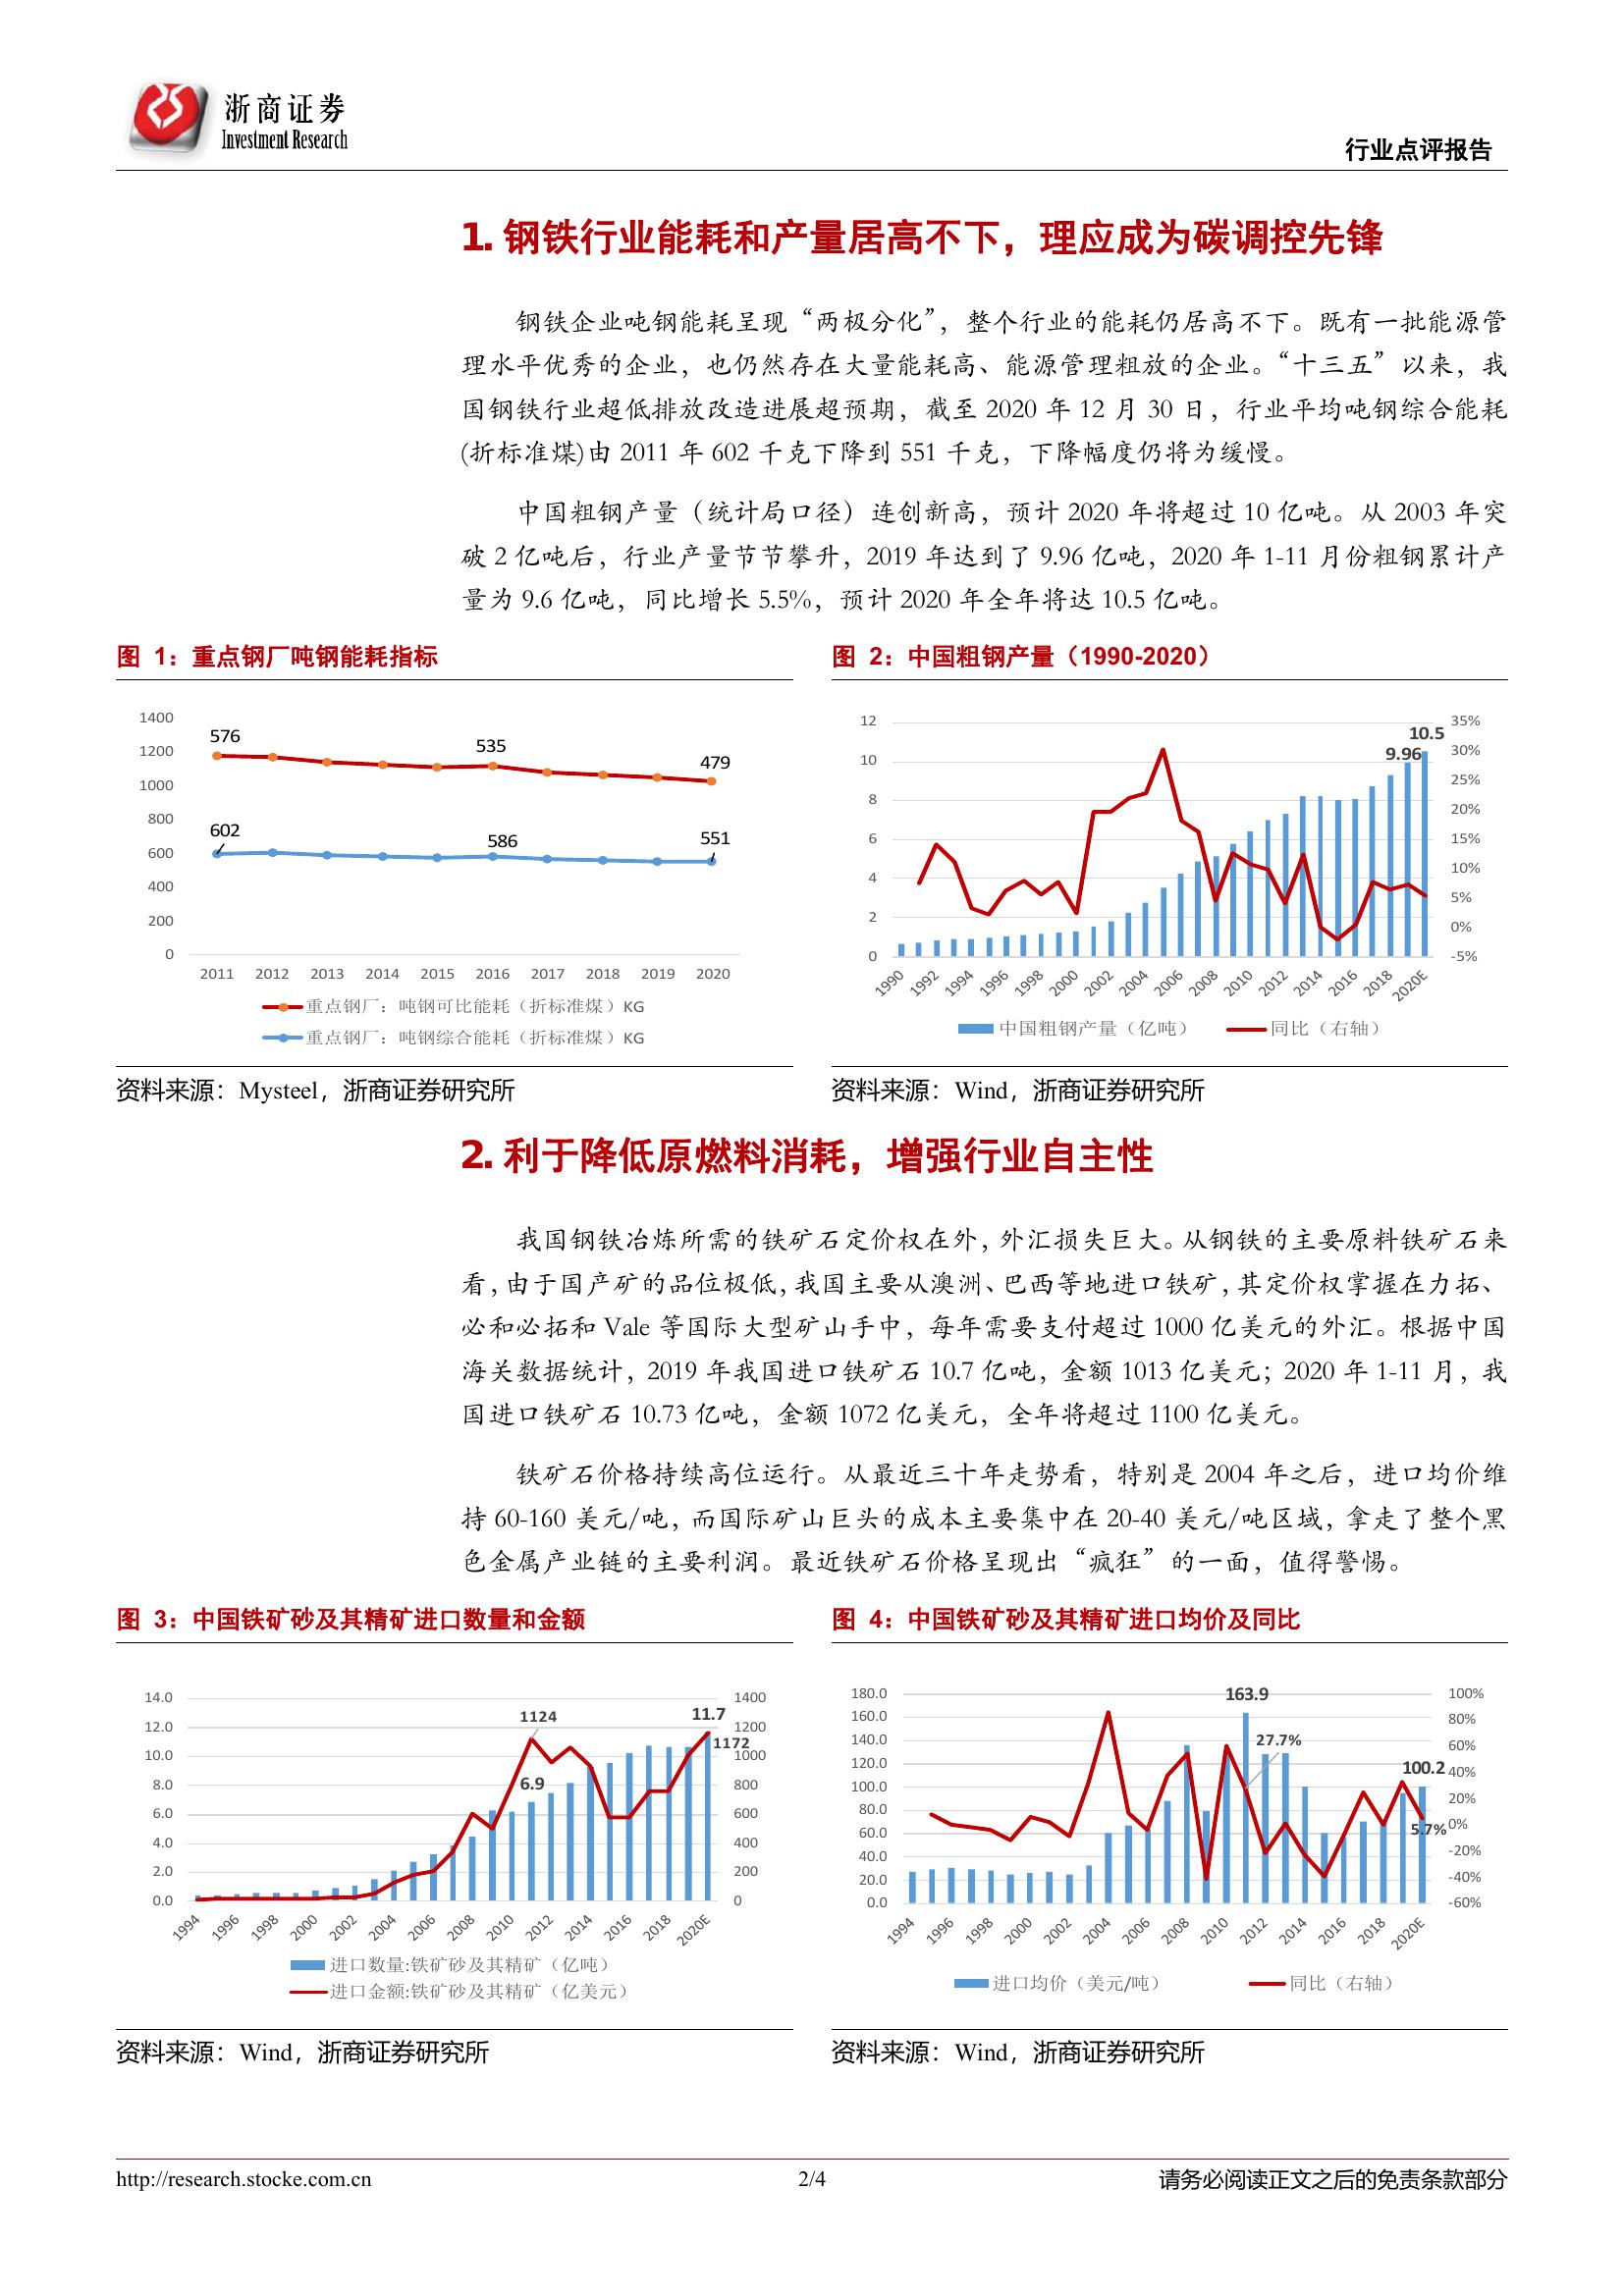 浙商证券
Investment Research
行业点评报告
1. 钢铁行业能耗和产量居高不下，理应成为碳调控先锋
钢铁企业吨钢能耗呈现“两极分化”，整个行业的能耗仍居高不下。既有一批能源管
理水平优秀的企业，也仍然存在大量能耗高、能源管理粗放的企业。“十三五”以来，我
国钢铁行业超低排放改造进展超预期，截至 2020 年 12 月 30 日，行业平均吨钢综合能耗
(折标准煤)由 2011 年 602 千克下降到 551 千克，下降幅度仍将为缓慢。
中国粗钢产量（统计局口径）连创新高，预计 2020 年将超过 10 亿吨。从 2003 年突
破 2 亿吨后，行业产量节节攀升，2019 年达到了 9.96 亿吨，2020 年 1-11 月份粗钢累计产
量为 9.6 亿吨，同比增长 5.5%，预计 2020 年全年将达 10.5 亿吨。
图 1：重点钢厂吨钢能耗指标
1400
1200
1000
800
600
400
200
0
576
535
479
602
586
551
2011 2012 2013 2014 2015 2016 2017 2018 2019 2020
重点钢厂：吨钢可比能耗（折标准煤）KG
重点钢厂：吨钢综合能耗（折标准煤）KG
资料来源：Mysteel，浙商证券研究所
图 2：中国粗钢产量（1990-2020）
12
10
8
6
4
2
0
10.5
9.96
35%
30%
25%
20%
15%
10%
5%
0%
-5%
1990 1992 1994 1996 1998 2000 2002 2004 2006 2008 2010 2012 2014 2016 2018 2020E
中国粗钢产量（亿吨） 同比（右轴）
资料来源：Wind，浙商证券研究所
2. 利于降低原燃料消耗，增强行业自主性
我国钢铁冶炼所需的铁矿石定价权在外，外汇损失巨大。从钢铁的主要原料铁矿石来
看，由于国产矿的品位极低，我国主要从澳洲、巴西等地进口铁矿，其定价权掌握在力拓、
必和必拓和 Vale 等国际大型矿山手中，每年需要支付超过 1000 亿美元的外汇。根据中国
海关数据统计，2019 年我国进口铁矿石 10.7 亿吨，金额 1013 亿美元；2020 年 1-11 月，我
国进口铁矿石 10.73 亿吨，金额 1072 亿美元，全年将超过 1100 亿美元。
铁矿石价格持续高位运行。从最近三十年走势看，特别是 2004 年之后，进口均价维
持 60-160 美元/吨，而国际矿山巨头的成本主要集中在 20-40 美元/吨区域，拿走了整个黑
色金属产业链的主要利润。最近铁矿石价格呈现出“疯狂”的一面，值得警惕。
图 3：中国铁矿砂及其精矿进口数量和金额
14.0
12.0
10.0
8.0
6.0
4.0
2.0
0.0
1124
6.9
11.7
1172
1400
1200
1000
800
600
400
200
0
1994 1996 1998 2000 2002 2004 2006 2008 2010 2012 2014 2016 2018 2020E
进口数量:铁矿砂及其精矿（亿吨）
进口金额:铁矿砂及其精矿（亿美元）
资料来源：Wind，浙商证券研究所
图 4：中国铁矿砂及其精矿进口均价及同比
180.0
160.0
140.0
120.0
100.0
80.0
60.0
40.0
20.0
0.0
163.9
27.7%
100.2
5.7%
100%
80%
60%
40%
20%
0%
-20%
-40%
-60%
1994 1996 1998 2000 2002 2004 2006 2008 2010 2012 2014 2016 2018 2020E
进口均价（美元/吨） 同比（右轴）
资料来源：Wind，浙商证券研究所
http://research.stocke.com.cn
2/4
请务必阅读正文之后的免责条款部分